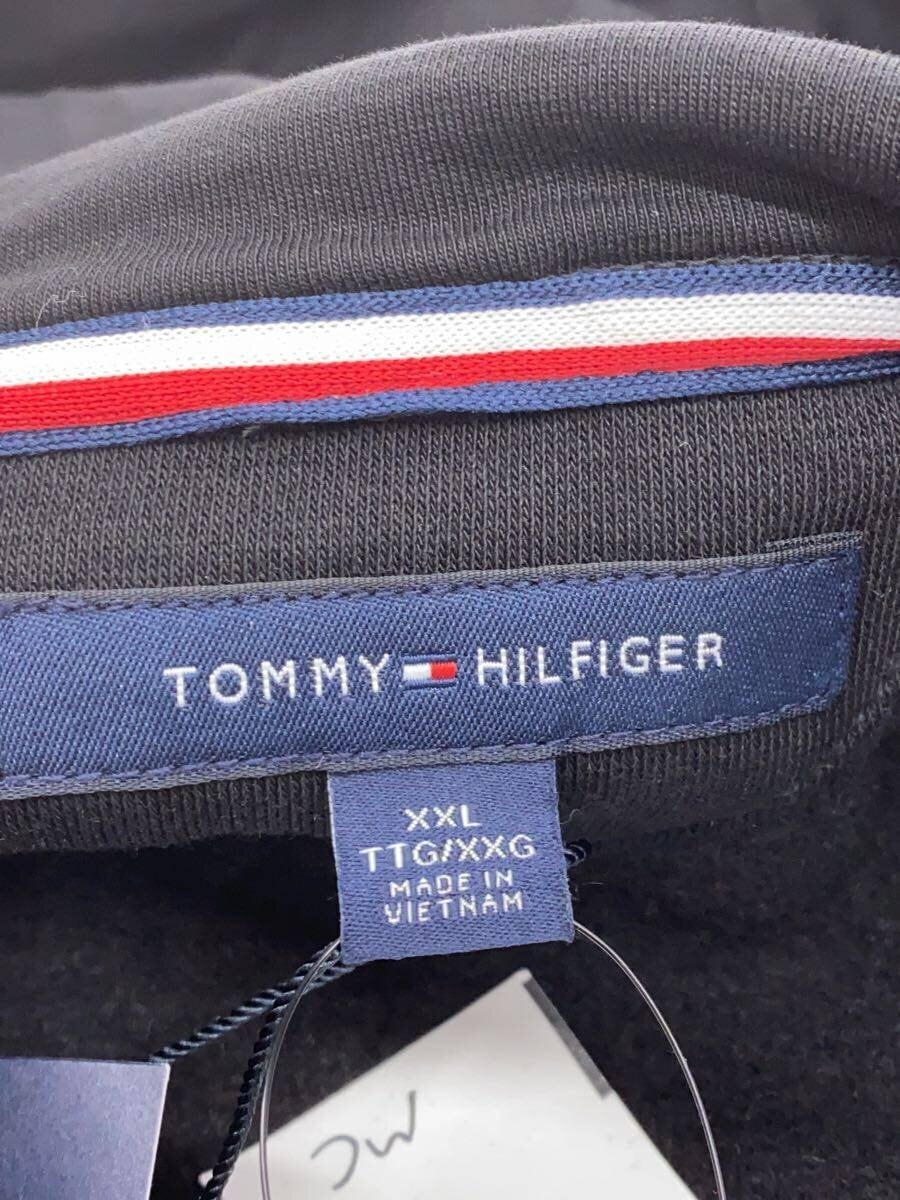 TOMMY HILFIGER
XXL
TTG/XXG
MADE IN
VIETNAM